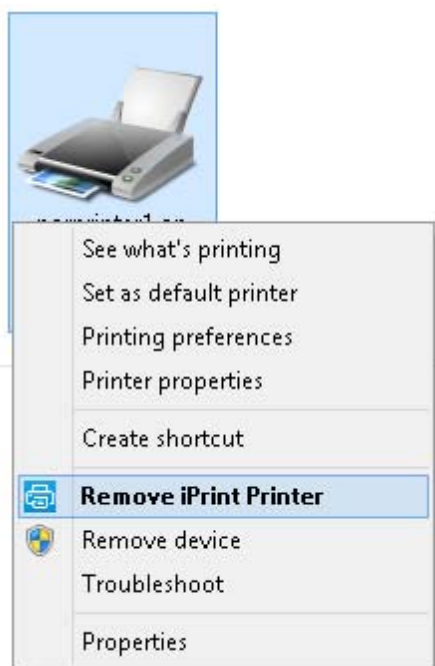 See what's printing
Set as default printer
Printing preferences
Printer properties
Create shortcut
Remove iPrint Printer
Remove device
Troubleshoot
Properties